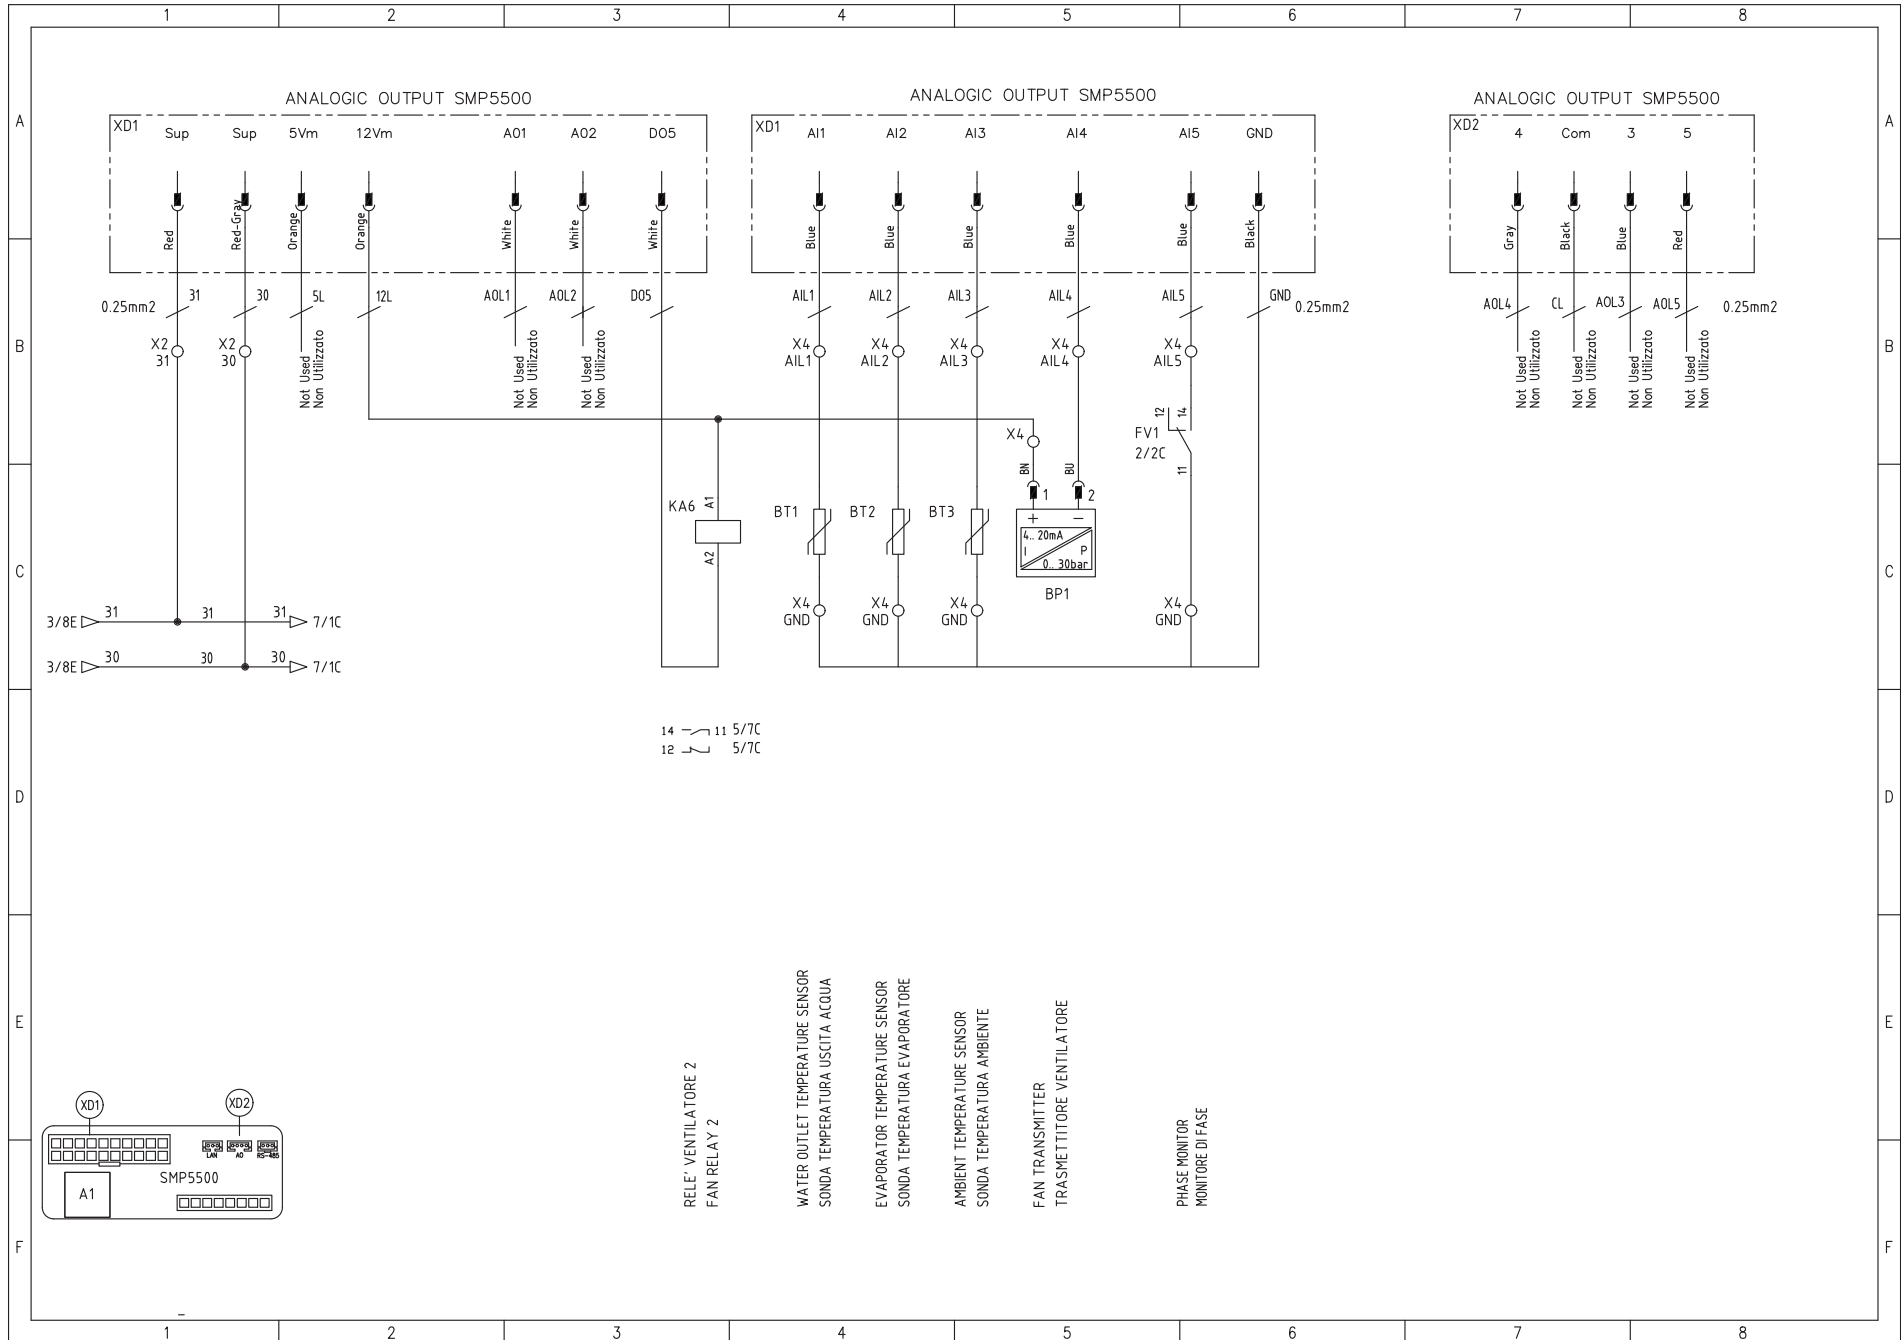 1 2 3 4 5 6 7 8
A A
B B
C C
D D
E E
F F
ANALOGIC OUTPUT SMP5500
XD1
Sup Sup 5Vm 12Vm AO1 AO2 DO5
Red Red-Gray Orange Orange White White White
0.25mm2
31 30 5L 12L AOL1 AOL2 DO5
X2
31
X2
30
Not Used
Non Utilizzato
Not Used
Non Utilizzato
Not Used
Non Utilizzato
ANALOGIC OUTPUT SMP5500
XD1
AI1 AI2 AI3 AI4 AI5 GND
Blue Blue Blue Blue Blue Black
AIL1 AIL2 AIL3 AIL4 AIL5 GND
0.25mm2
X4
AIL1
X4
AIL2
X4
AIL3
X4
AIL4
X4
AIL5
ANALOGIC OUTPUT SMP5500
XD2
4 Com 3 5
Gray Black Blue Red
AOL4 CL AOL3 AOL5
0.25mm2
Not Used
Non Utilizzato
Not Used
Non Utilizzato
Not Used
Non Utilizzato
Not Used
Non Utilizzato
12 14
FV1
2/2C
11
X4
BN BU
1 2
KA6
A1
A2
BT1 BT2 BT3
+ −
4.. 20mA
I P
0.. 30bar
BP1
X4
GND
X4
GND
X4
GND
X4
GND
3/8E 31 31 31 7/1C
3/8E 30 30 30 7/1C
14 11 5/7C
12 5/7C
RELE' VENTILATORE 2
FAN RELAY 2
WATER OUTLET TEMPERATURE SENSOR
SONDA TEMPERATURA USCITA ACQUA
EVAPORATOR TEMPERATURE SENSOR
SONDA TEMPERATURA EVAPORATORE
AMBIENT TEMPERATURE SENSOR
SONDA TEMPERATURA AMBIENTE
FAN TRANSMITTER
TRASMETTITORE VENTILATORE
PHASE MONITOR
MONITORE DI FASE
XD1 XD2
LAN AO RS-485
SMP5500
A1
1 2 3 4 5 6 7 8